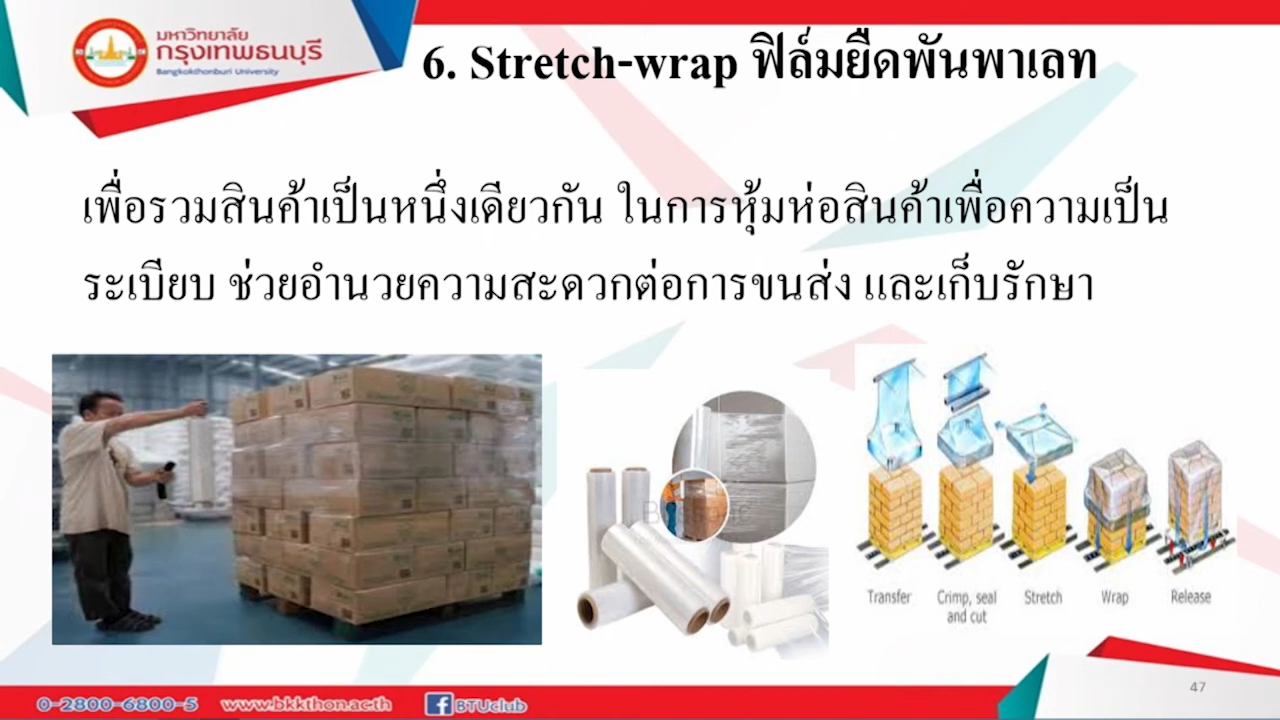 มหาวิทยาลัย
กรุงเทพธนบุรี
Bangkokthonburi University
6. Stretch-wrap ฟิล์มยืดพันพาเลท
เพื่อรวมสินค้าเป็นหนึ่งเดียวกัน ในการหุ้มห่อสินค้าเพื่อความเป็น
ระเบียบ ช่วยอำนวยความสะดวกต่อการขนส่ง และเก็บรักษา
Transfer
Crimp, seal
and cut
Stretch
Wrap
Release
0-2800-6800-5 www.bkkthon.ac.th BTUclub
47